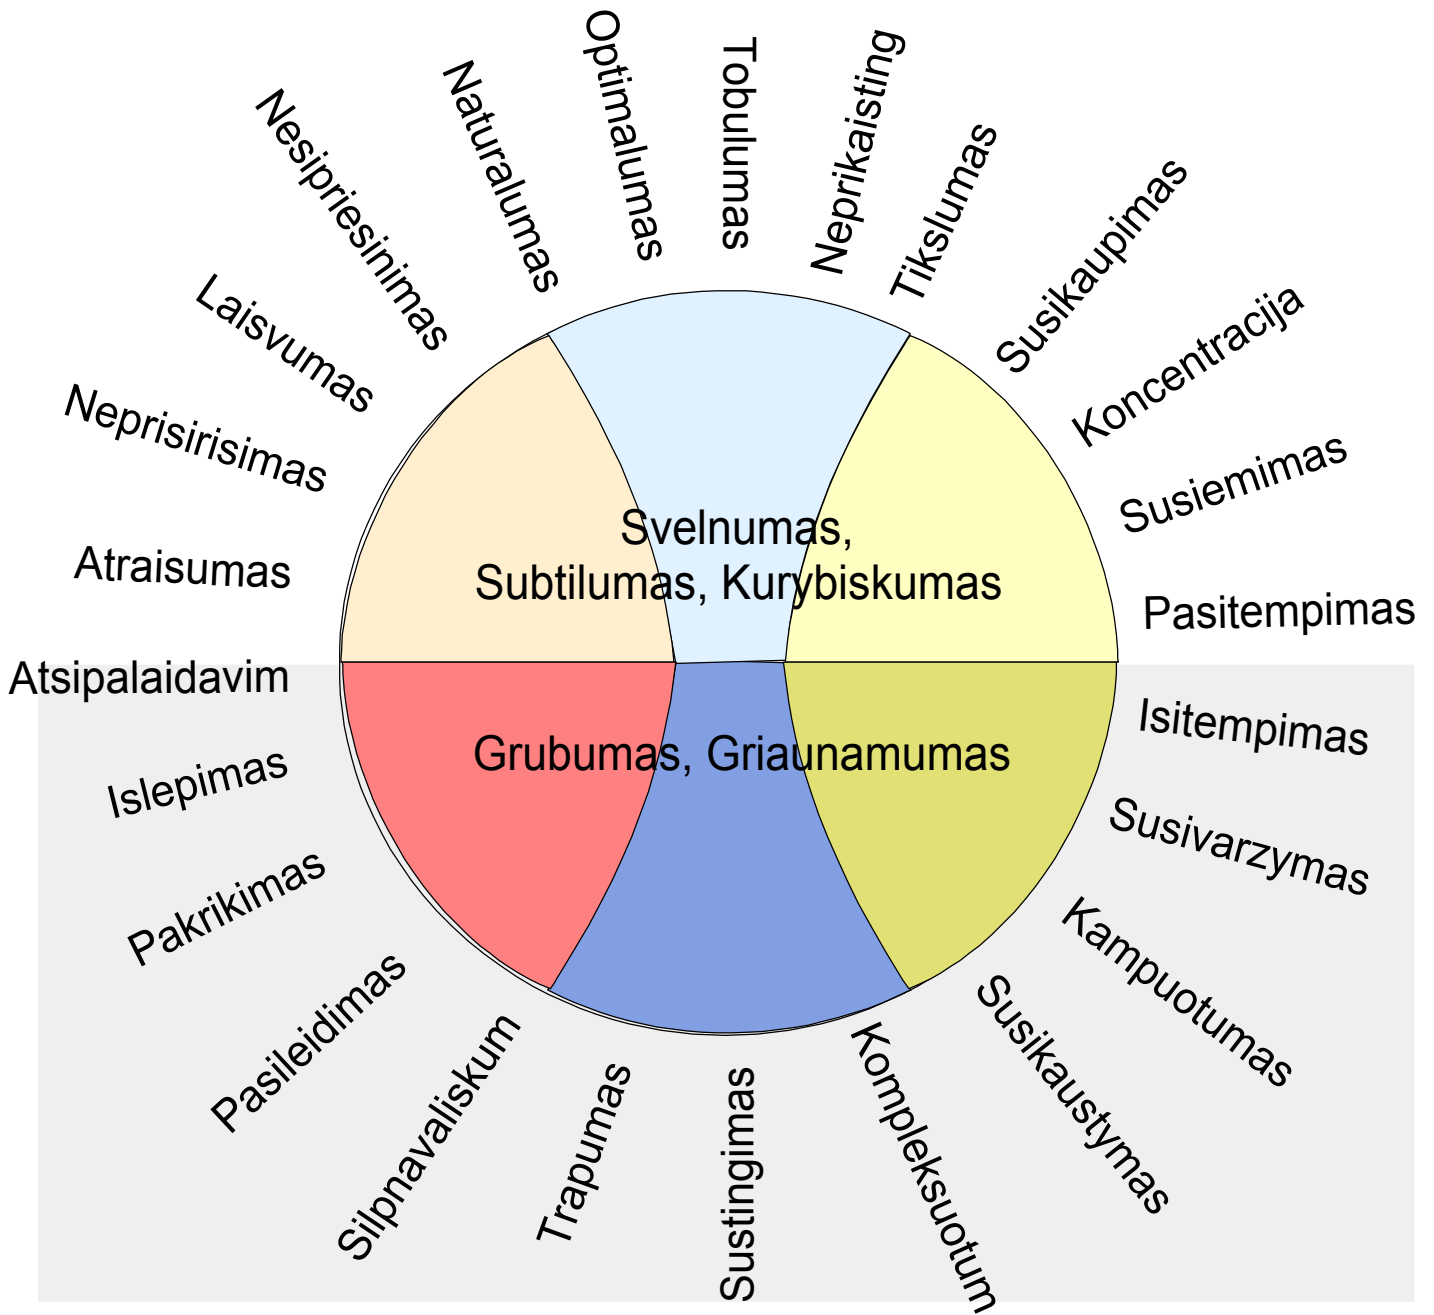 Tobulumas
Neprikaisting
Tikslumas
Susikaupimas
Koncentracija
Susiemimas
Pasitempimas
Isitempimas
Susivarzymas
Kampuotumas
Susikaustymas
Kompleksuotum
Sustingimas
Trapumas
Silpnavaliskum
Pasileidimas
Pakrikimas
Islepimas
Atsipalaidavim
Atraisumas
Neprisirisimas
Laisvumas
Nesipriesinimas
Naturalumas
Optimalumas
Svelnumas,
Subtilumas, Kurybiskumas
Grubumas, Griaunamumas